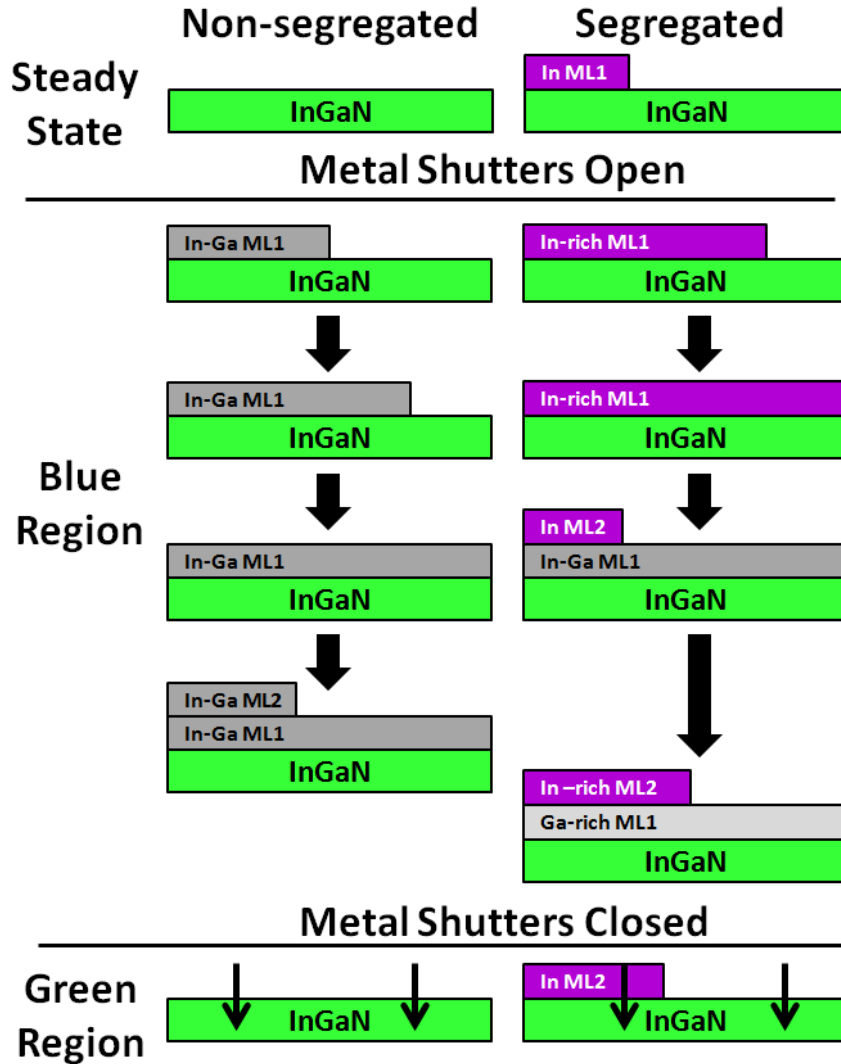 Non-segregated Segregated
Steady
State
In ML1
InGaN InGaN
Metal Shutters Open
In-Ga ML1 In-rich ML1
InGaN InGaN
In-Ga ML1 In-rich ML1
InGaN InGaN
Blue
Region
In ML2
In-Ga ML1 In-Ga ML1
InGaN InGaN
In-Ga ML2
In-Ga ML1
InGaN
In –rich ML2
Ga-rich ML1
InGaN
Metal Shutters Closed
Green
Region
In ML2
InGaN InGaN